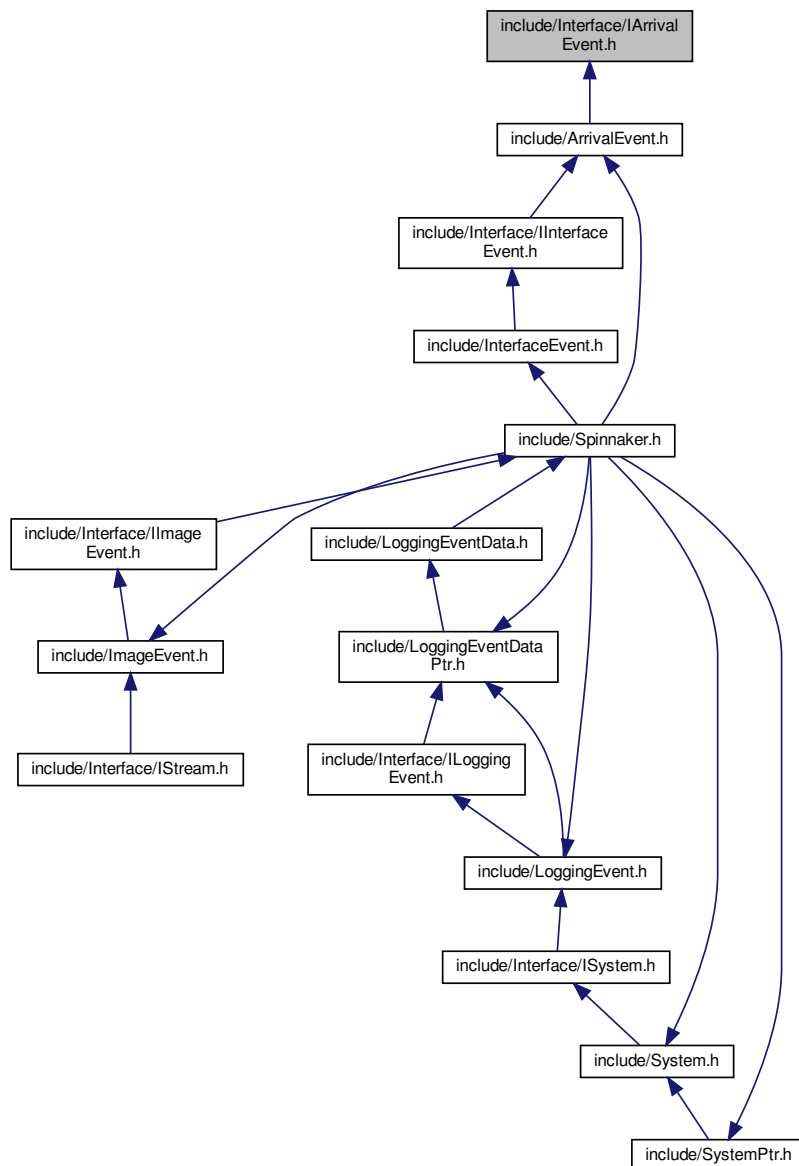 include/Interface/IArrival
Event.h
include/ArrivalEvent.h
include/Interface/IInterface
Event.h
include/InterfaceEvent.h
include/Spinnaker.h
include/Interface/IImage
Event.h
include/LoggingEventData.h
include/ImageEvent.h
include/LoggingEventData
Ptr.h
include/Interface/IStream.h
include/Interface/ILogging
Event.h
include/LoggingEvent.h
include/Interface/ISystem.h
include/System.h
include/SystemPtr.h